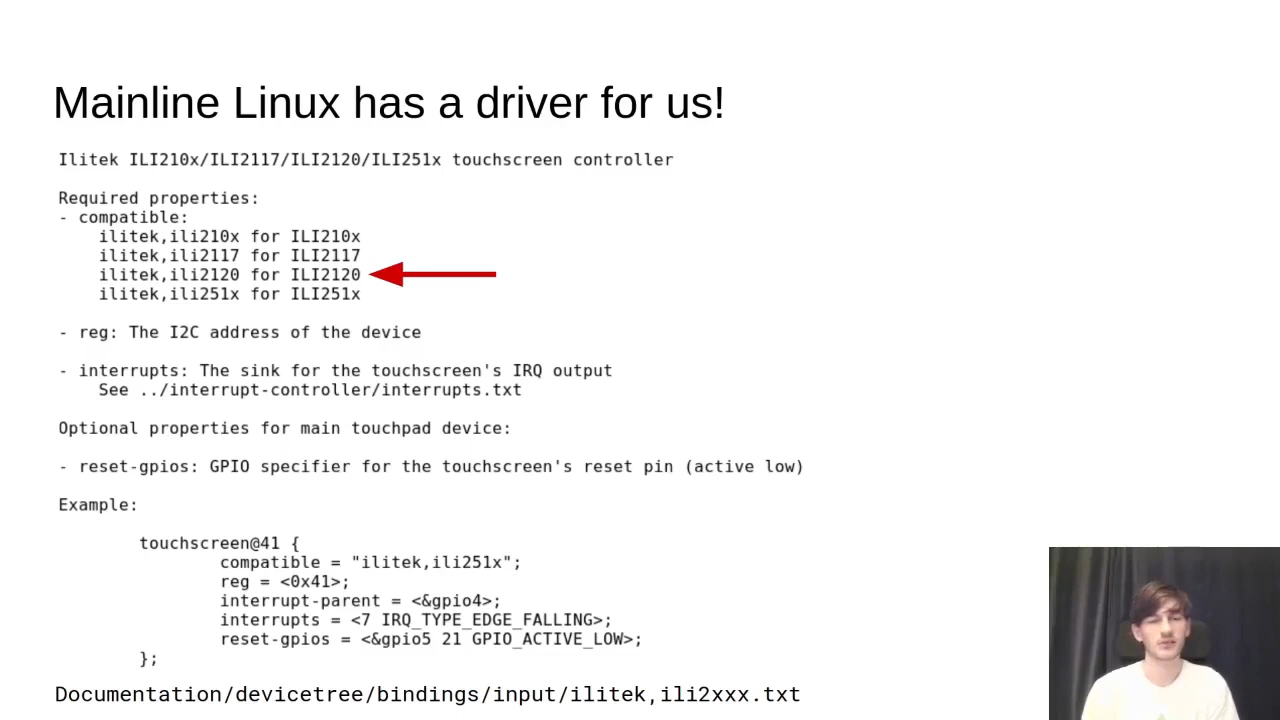 Mainline Linux has a driver for us!
Ilitek ILI210x/ILI2117/ILI2120/ILI251x touchscreen controller
Required properties:
- compatible:
ilitek,ili210x for ILI210x
ilitek,ili2117 for ILI2117
ilitek,ili2120 for ILI2120
ilitek,ili251x for ILI251x
- reg: The I2C address of the device
- interrupts: The sink for the touchscreen's IRQ output
See ../interrupt-controller/interrupts.txt
Optional properties for main touchpad device:
- reset-gpios: GPIO specifier for the touchscreen's reset pin (active low)
Example:
touchscreen@41 {
compatible = "ilitek,ili251x";
reg = <0x41>;
interrupt-parent = <&gpio4>;
interrupts = <7 IRQ_TYPE_EDGE_FALLING>;
reset-gpios = <&gpio5 21 GPIO_ACTIVE_LOW>;
};
Documentation/devicetree/bindings/input/ilitek,ili2xxx.txt